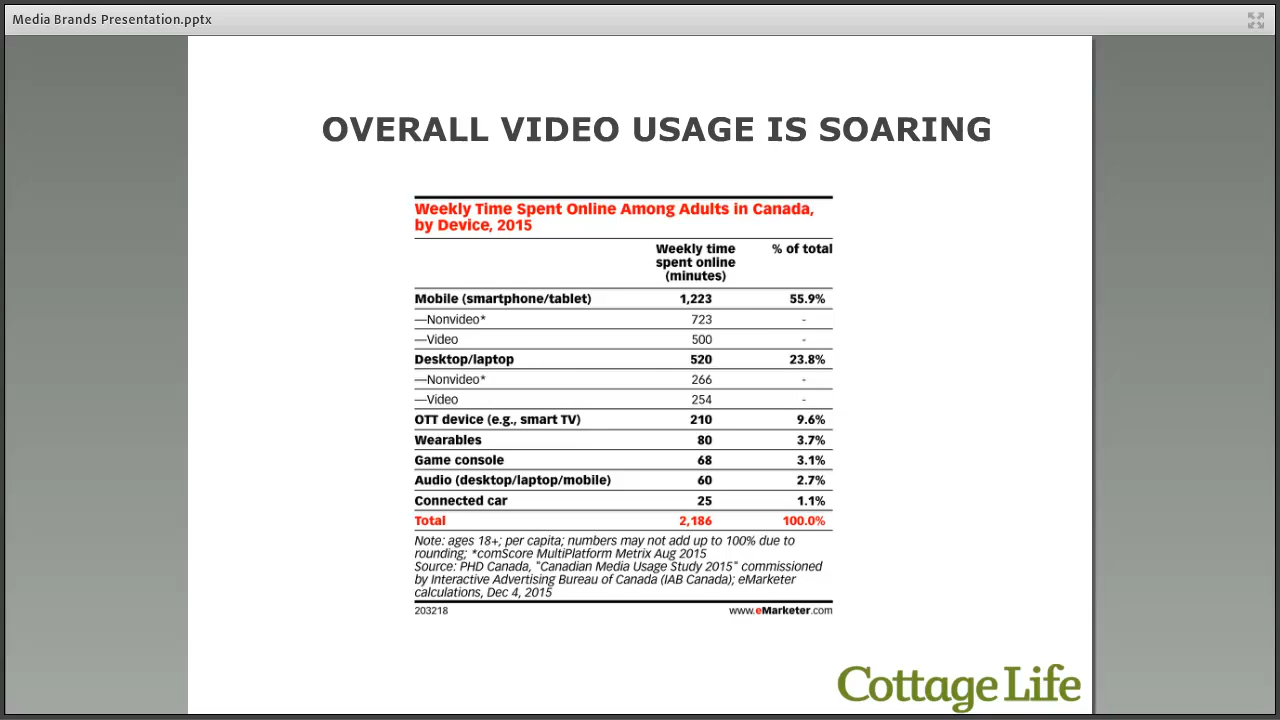 Media Brands Presentation.pptx
OVERALL VIDEO USAGE IS SOARING
Weekly Time Spent Online Among Adults in Canada,
by Device, 2015
Weekly time
spent online
(minutes)
% of total
Mobile (smartphone/tablet) 1,223 55.9%
—Nonvideo* 723 -
—Video 500 -
Desktop/laptop 520 23.8%
—Nonvideo* 266 -
—Video 254 -
OTT device (e.g., smart TV) 210 9.6%
Wearables 80 3.7%
Game console 68 3.1%
Audio (desktop/laptop/mobile) 60 2.7%
Connected car 25 1.1%
Total 2,186 100.0%
Note: ages 18+; per capita; numbers may not add up to 100% due to
rounding; *comScore MultiPlatform Metrix Aug 2015
Source: PHD Canada, "Canadian Media Usage Study 2015" commissioned
by Interactive Advertising Bureau of Canada (IAB Canada); eMarketer
calculations, Dec 4, 2015
203218 www.eMarketer.com
Cottage Life